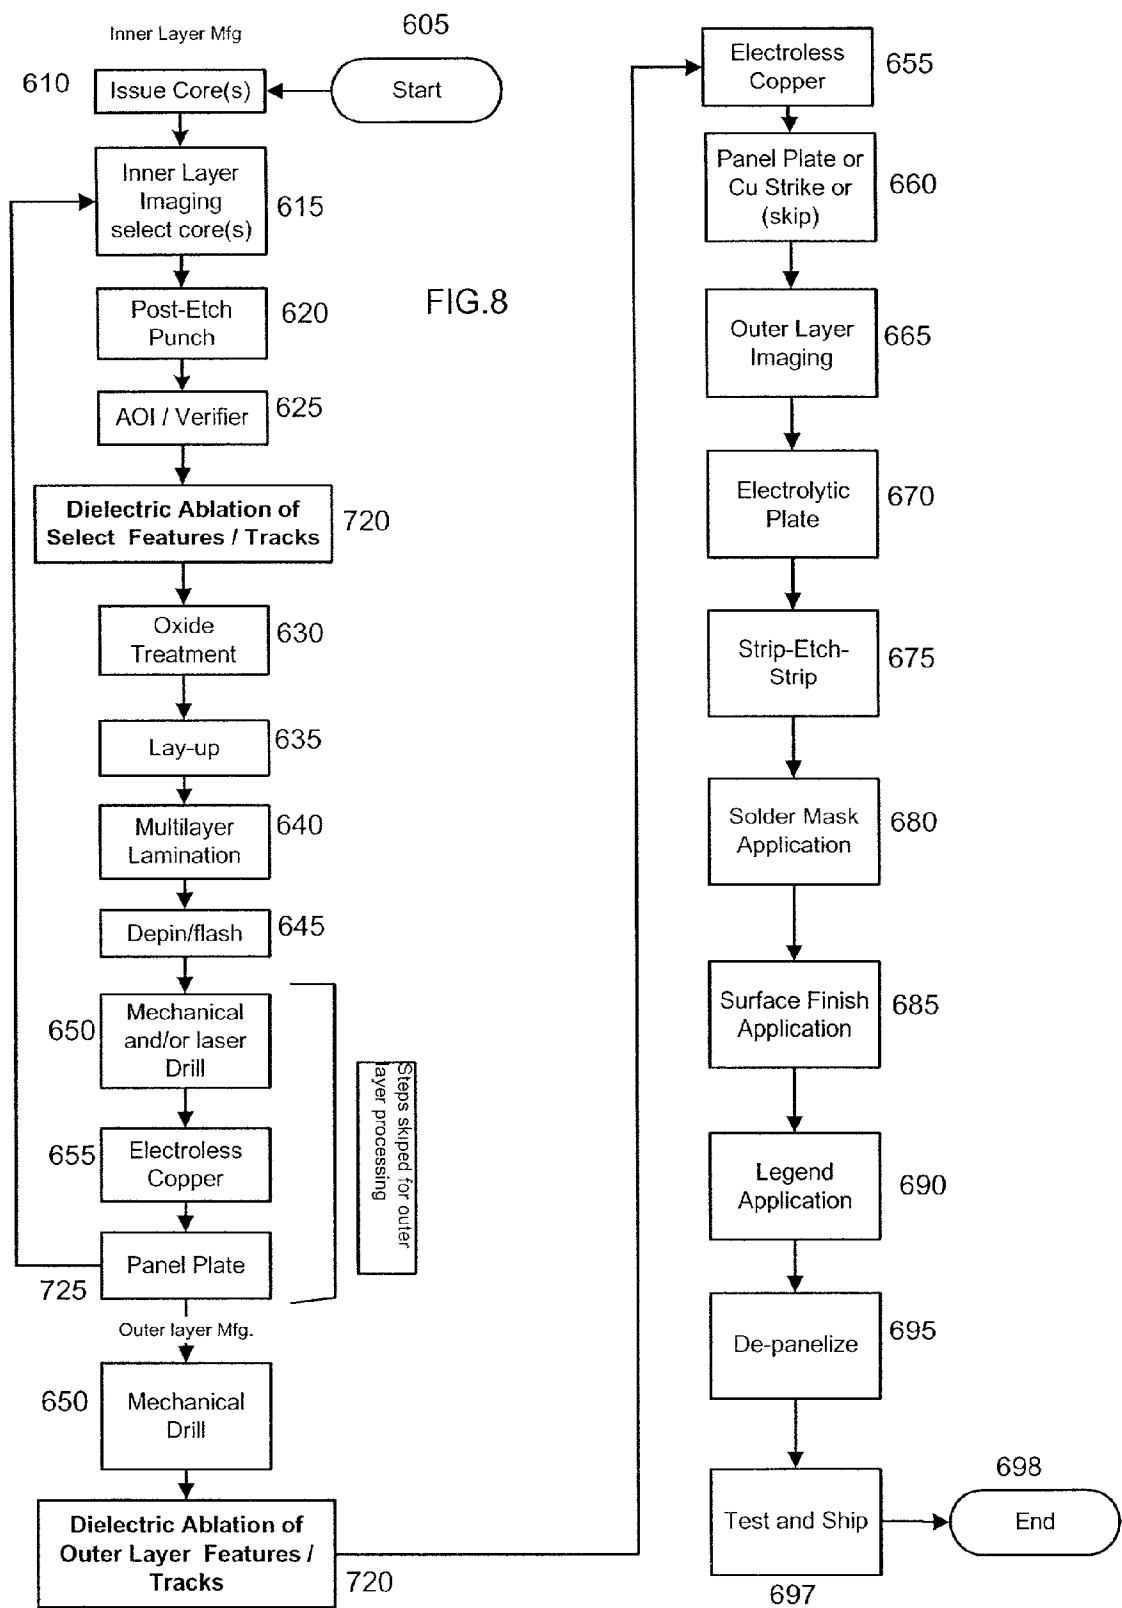 Inner Layer Mfg
605
610
Issue Core(s)
Start
Inner Layer
Imaging
select core(s)
615
Post-Etch
Punch
620
FIG.8
AOI / Verifier
625
Dielectric Ablation of
Select Features / Tracks
720
Oxide
Treatment
630
Lay-up
635
Multilayer
Lamination
640
Depin/flash
645
650
Mechanical
and/or laser
Drill
Steps skiped for outer
layer processing
655
Electroless
Copper
Panel Plate
725
Outer layer Mfg.
650
Mechanical
Drill
Dielectric Ablation of
Outer Layer Features /
Tracks
720
Electroless
Copper
655
Panel Plate or
Cu Strike or
(skip)
660
Outer Layer
Imaging
665
Electrolytic
Plate
670
Strip-Etch-
Strip
675
Solder Mask
Application
680
Surface Finish
Application
685
Legend
Application
690
De-panelize
695
Test and Ship
697
698
End